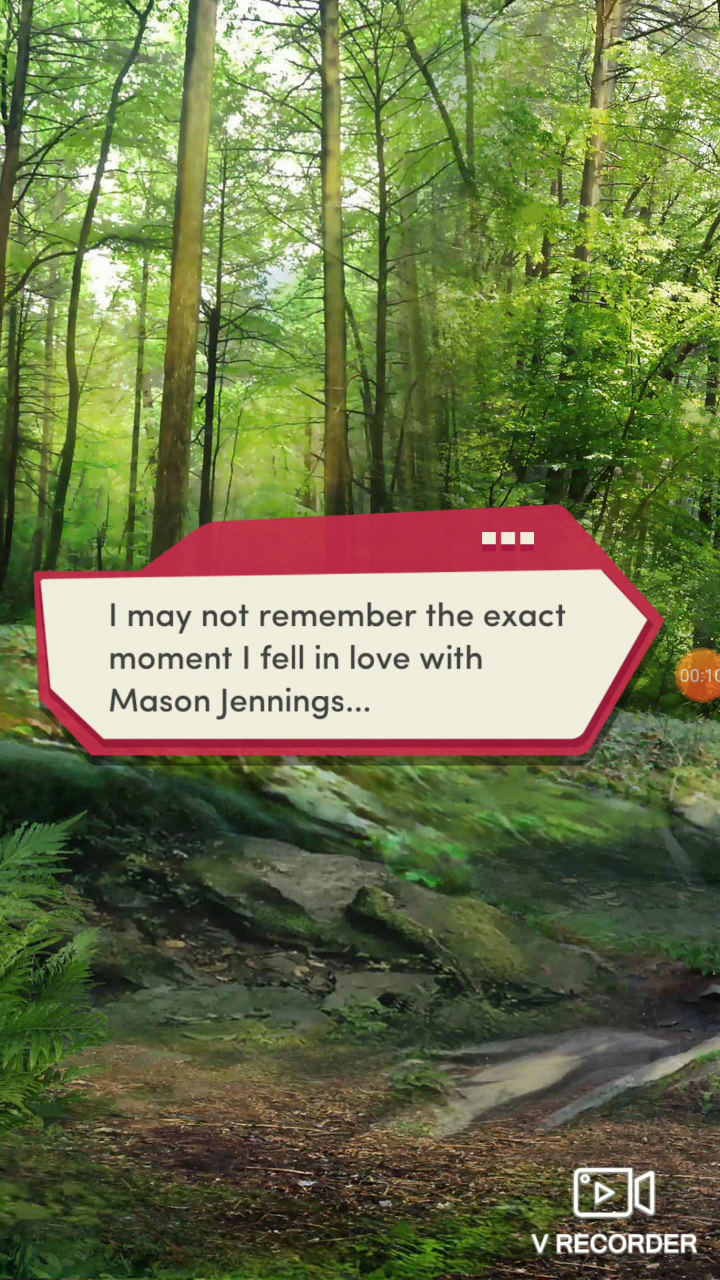 I may not remember the exact
moment I fell in love with
Mason Jennings...
00:10
V RECORDER